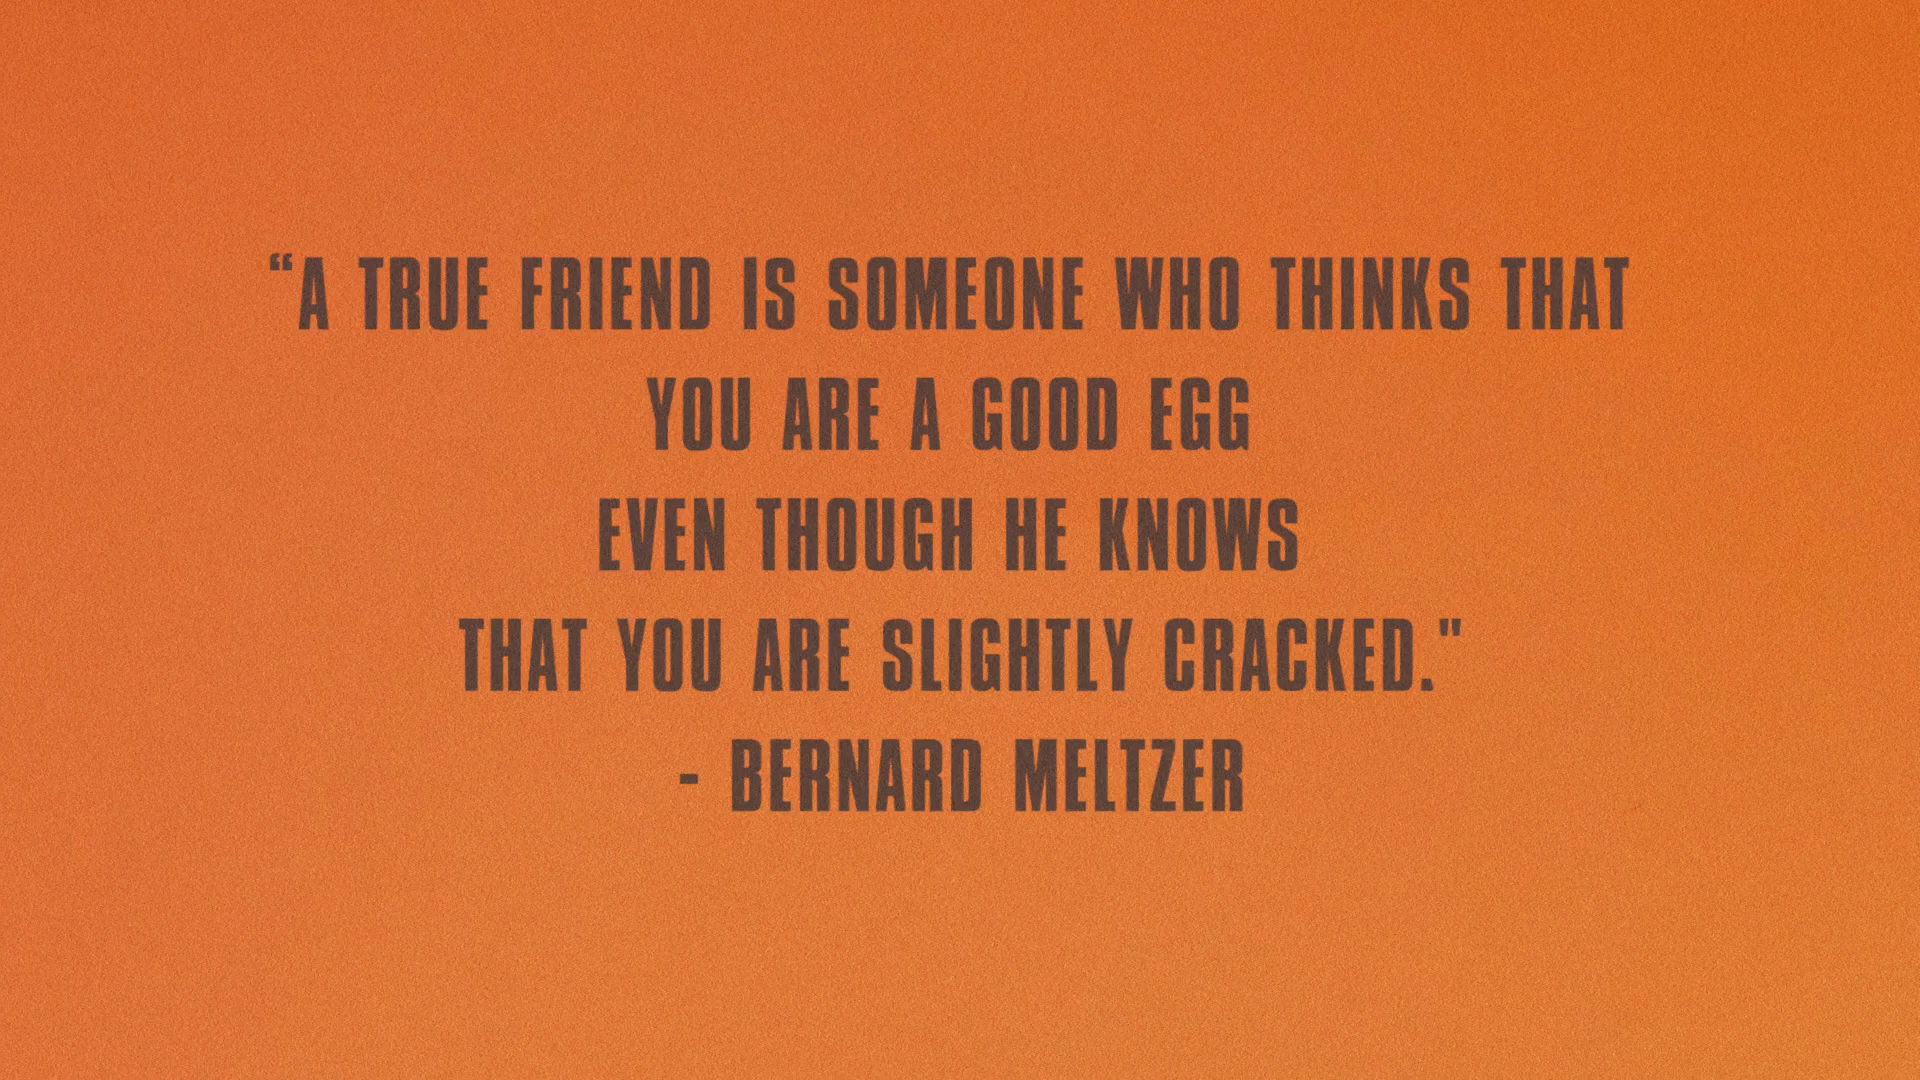 “A TRUE FRIEND IS SOMEONE WHO THINKS THAT
YOU ARE A GOOD EGG
EVEN THOUGH HE KNOWS
THAT YOU ARE SLIGHTLY CRACKED."
- BERNARD MELTZER